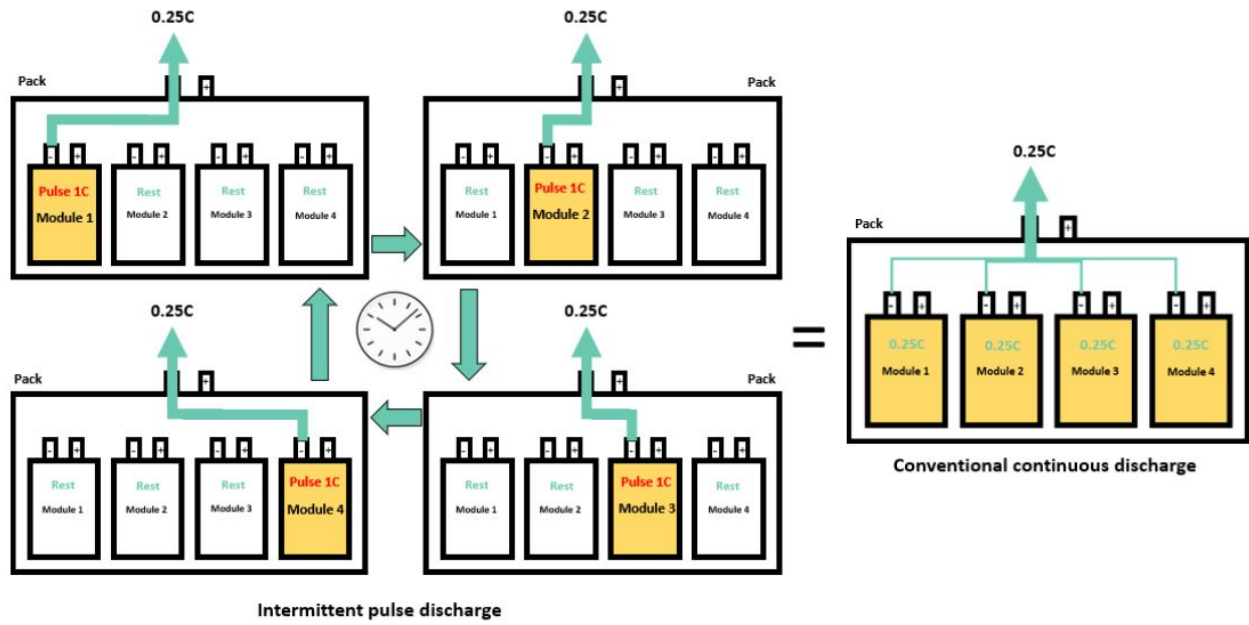 0.25C
Pack
- + - + - + - +
+
Pulse 1C Rest Rest Rest
Module 1 Module 2 Module 3 Module 4
0.25C
Pack
+
- + - + - + - +
Rest Pulse 1C Rest Rest
Module 1 Module 2 Module 3 Module 4
0.25C
Pack
+
- + - + - + - +
Rest Rest Rest Pulse 1C
Module 1 Module 2 Module 3 Module 4
0.25C
Pack
+
- + - + - + - +
Rest Rest Pulse 1C Rest
Module 1 Module 2 Module 3 Module 4
Intermittent pulse discharge
=
0.25C
Pack
+
- + - + - + - +
0.25C 0.25C 0.25C 0.25C
Module 1 Module 2 Module 3 Module 4
Conventional continuous discharge